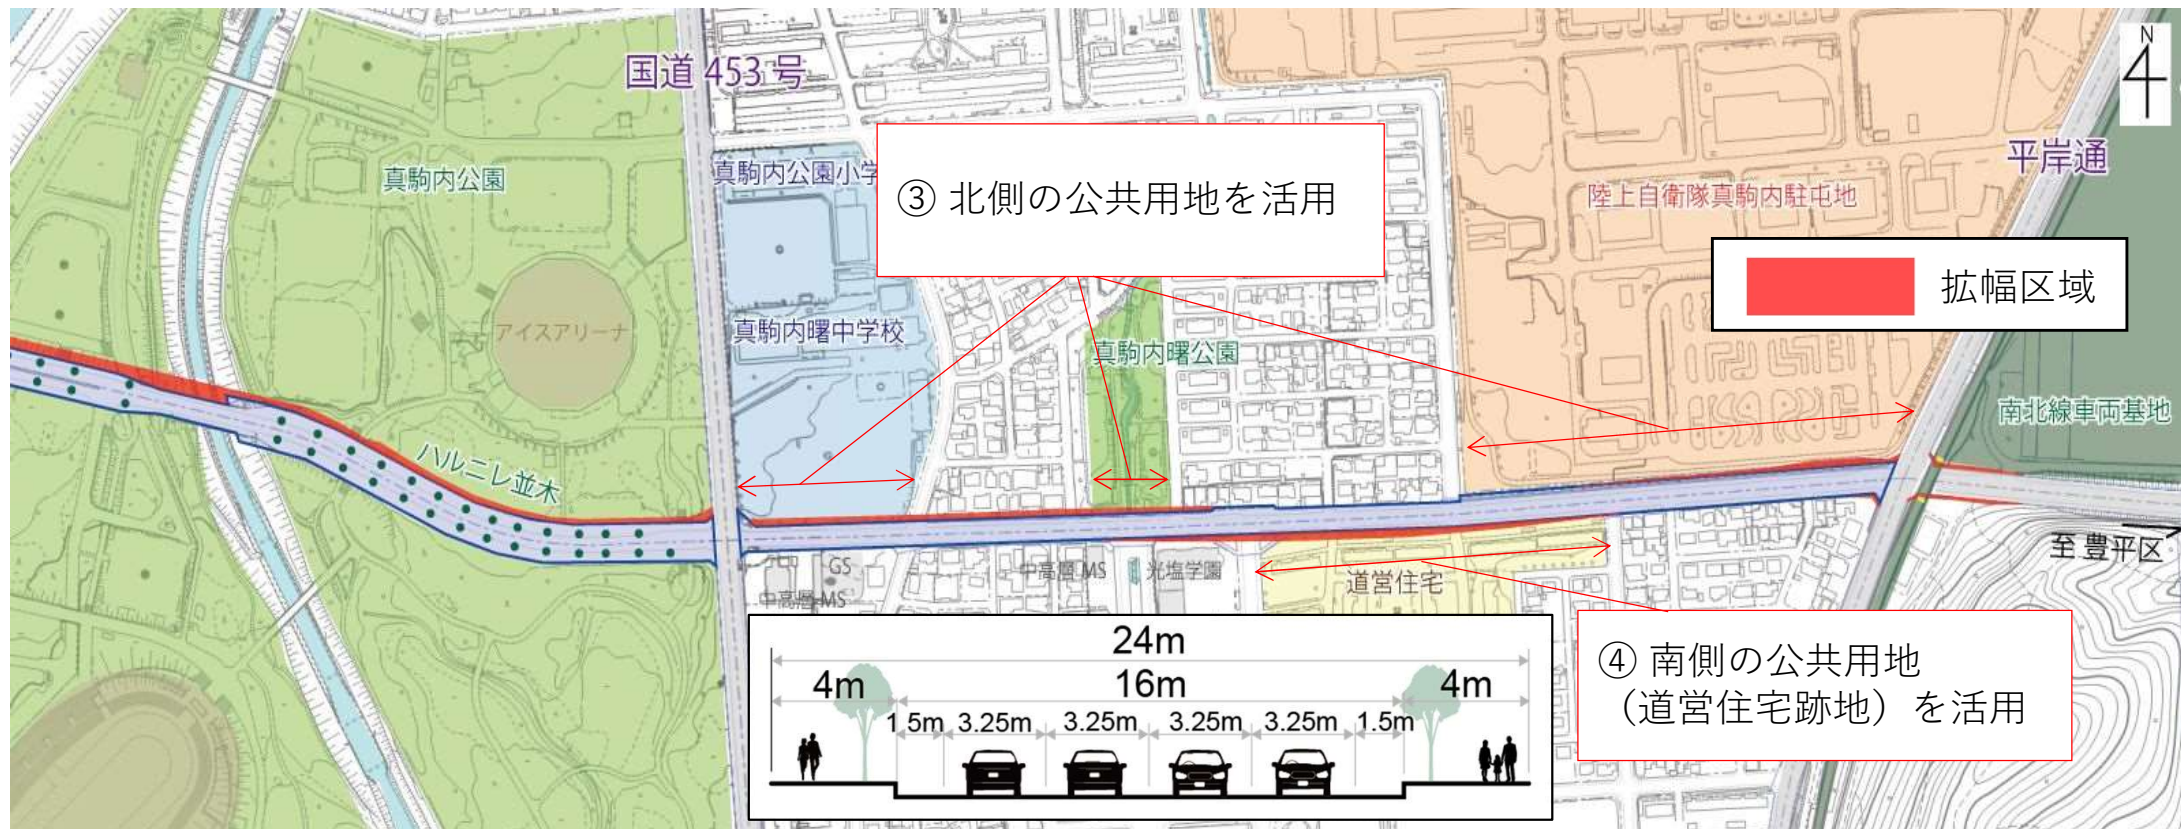 国道 453 号
N
4
平岸通
真駒内公園
真駒内公園小学
③ 北側の公共用地を活用
陸上自衛隊真駒内駐屯地
拡幅区域
アイスアリーナ
真駒内曙中学校
真駒内曙公園
南北線車両基地
ハルニレ並木
至 豊平区
GS
中高層 MS
中高層 MS
光塩学園
道営住宅
④ 南側の公共用地
(道営住宅跡地)を活用
24m
4m
16m
4m
1.5m
3.25m
3.25m
3.25m
3.25m
1.5m